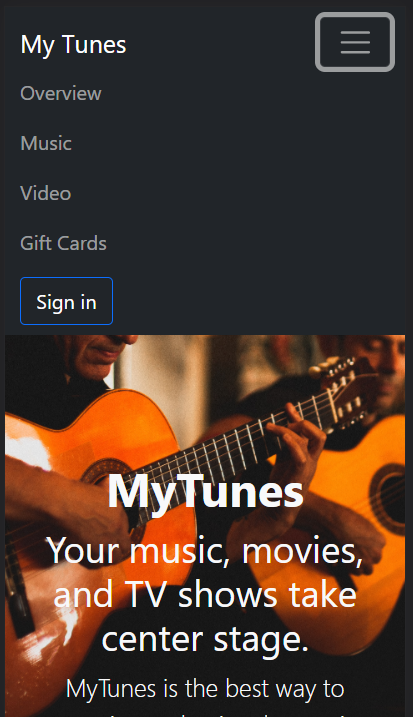 My Tunes
Overview
Music
Video
Gift Cards
Sign in
MyTunes
Your music, movies,
and TV shows take
center stage.
MyTunes is the best way to